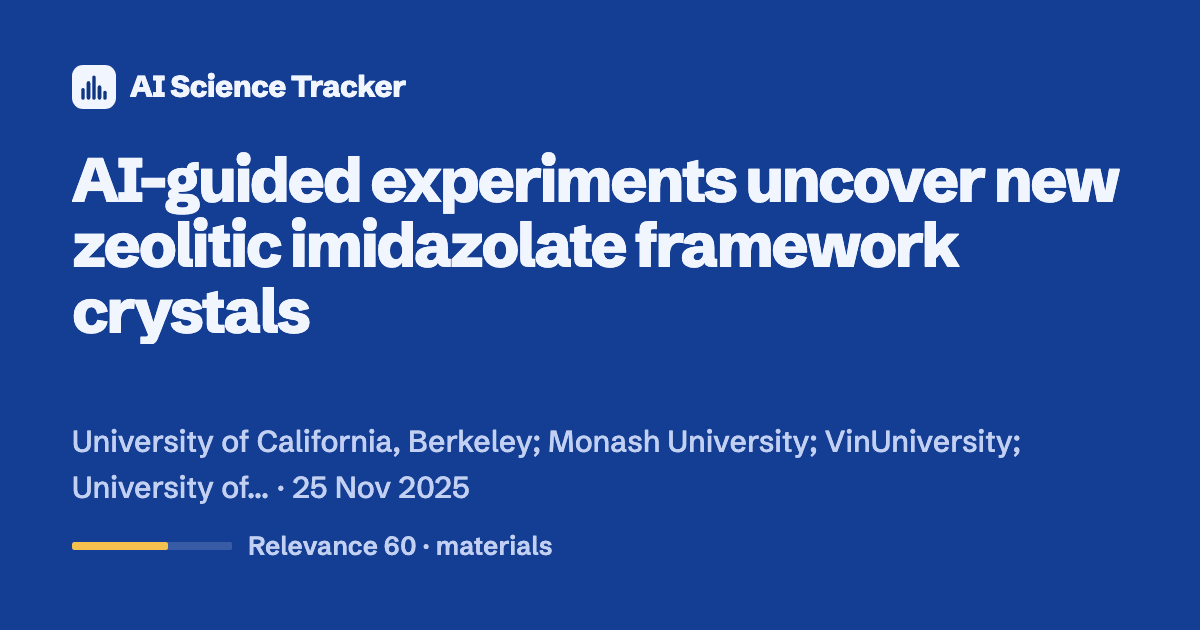 AI Science Tracker
AI-guided experiments uncover new
zeolitic imidazolate framework
crystals
University of California, Berkeley; Monash University; VinUniversity;
University of... · 25 Nov 2025
Relevance 60 · materials